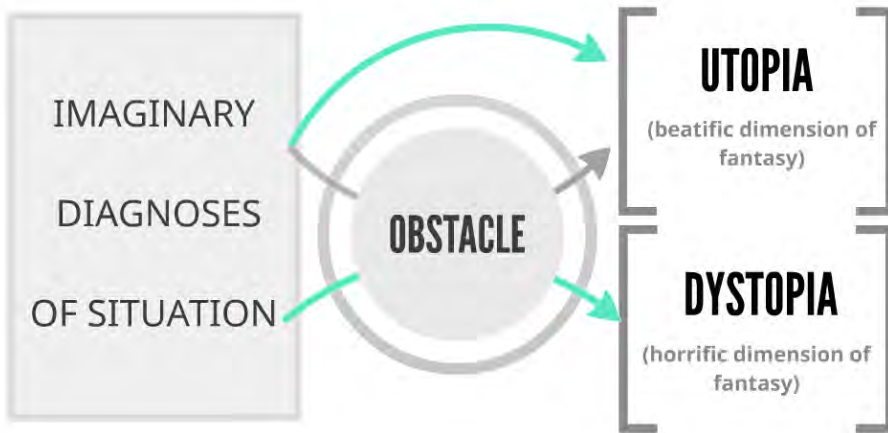 IMAGINARY
DIAGNOSES
OF SITUATION
OBSTACLE
UTOPIA
(beatific dimension of
fantasy)
DYSTOPIA
(horrific dimension of
fantasy)